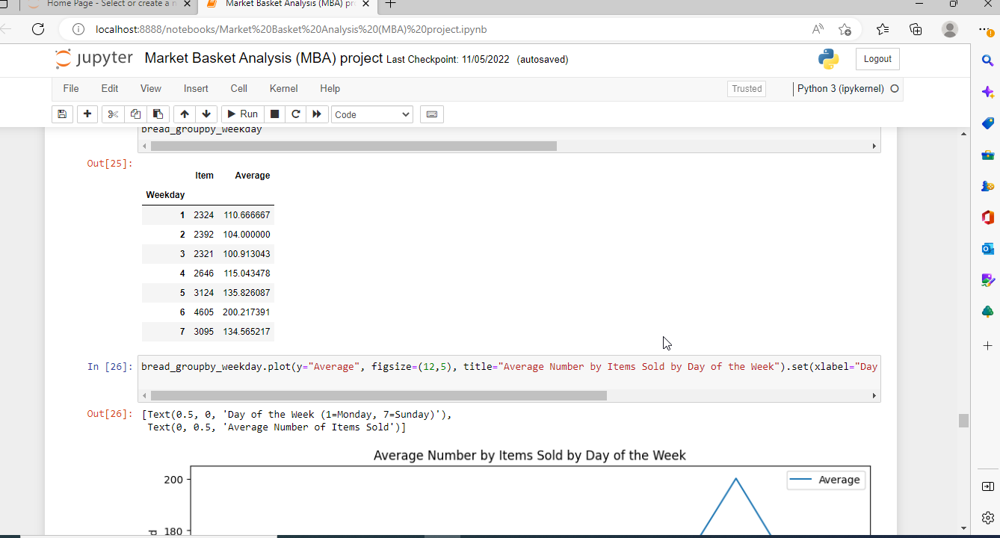 Home Page - Select or create a n
Market Basket Analysis (MBA) pr
localhost:8888/notebooks/Market%20Basket%20Analysis%20(MBA)%20project.ipynb
jupyter Market Basket Analysis (MBA) project Last Checkpoint: 11/05/2022 (autosaved)
Logout
File Edit View Insert Cell Kernel Help
Trusted
Python 3 (ipykernel)
Run
Code
bread_groupby_weekday
Out[25]:
Item Average
Weekday
1 2324 110.666667
2 2392 104.000000
3 2321 100.913043
4 2646 115.043478
5 3124 135.826087
6 4605 200.217391
7 3095 134.565217
In [26]: bread_groupby_weekday.plot(y="Average", figsize=(12,5), title="Average Number by Items Sold by Day of the Week").set(xlabel="Day
Out[26]: [Text(0.5, 0, 'Day of the Week (1=Monday, 7=Sunday)'),
Text(0, 0.5, 'Average Number of Items Sold')]
Average Number by Items Sold by Day of the Week
200
Average
180